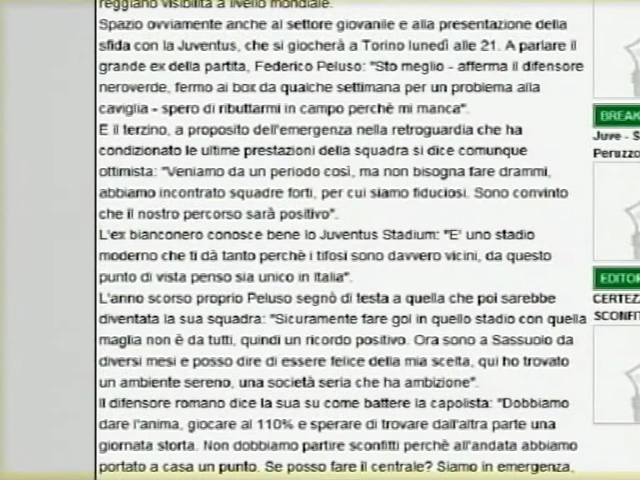 reggiano visibilità a livello mondiale.
Spazio ovviamente anche al settore giovanile e alla presentazione della
sfida con la Juventus, che si giocherà a Torino lunedì alle 21. A parlare il
grande ex della partita, Federico Peluso: "Sto meglio - afferma il difensore
neroverde, fermo ai box da qualche settimana per un problema alla
caviglia - spero di ributtarmi in campo perchè mi manca".
E il terzino, a proposito dell'emergenza nella retroguardia che ha
condizionato le ultime prestazioni della squadra si dice comunque
ottimista: "Veniamo da un periodo così, ma non bisogna fare drammi,
abbiamo incontrato squadre forti, per cui siamo fiduciosi. Sono convinto
che il nostro percorso sarà positivo".
L'ex bianconero conosce bene lo Juventus Stadium: "E' uno stadio
moderno che ti dà tanto perchè i tifosi sono davvero vicini, da questo
punto di vista penso sia unico in Italia".
L'anno scorso proprio Peluso segnò di testa a quella che poi sarebbe
diventata la sua squadra: "Sicuramente fare gol in quello stadio con quella
maglia non è da tutti, quindi un ricordo positivo. Ora sono a Sassuolo da
diversi mesi e posso dire di essere felice della mia scelta, qui ho trovato
un ambiente sereno, una società seria che ha ambizione".
Il difensore romano dice la sua su come battere la capolista: "Dobbiamo
dare l'anima, giocare al 110% e sperare di trovare dall'altra parte una
giornata storta. Non dobbiamo partire sconfitti perchè all'andata abbiamo
portato a casa un punto. Se posso fare il centrale? Siamo in emergenza,
BREAK
Juve - S
Peruzzo
EDITOR
CERTEZZ
SCONFIT